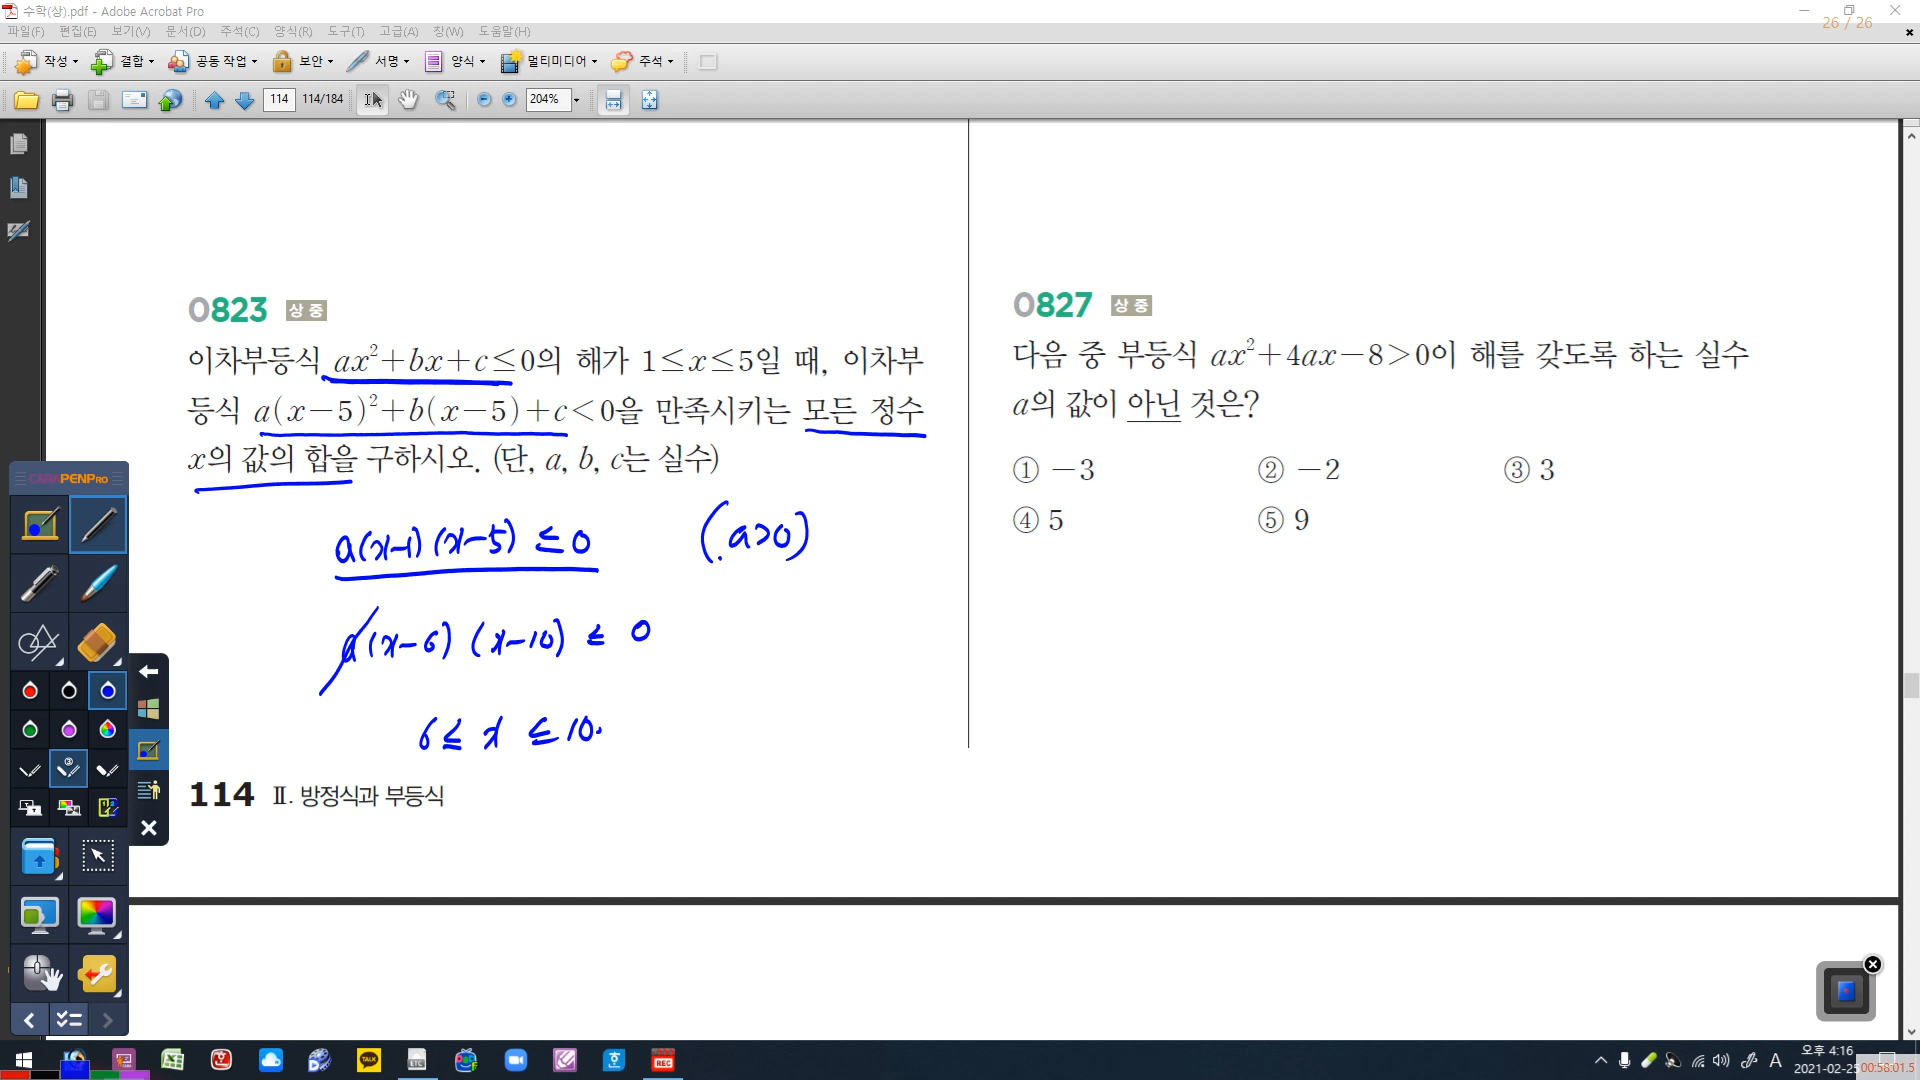 수학(상).pdf - Adobe Acrobat Pro
26 / 26
파일(F) 편집(E) 보기(V) 문서(D) 주석(C) 양식(R) 도구(T) 고급(A) 창(W) 도움말(H)
작성 결합 공동 작업 보안 서명 양식 멀티미디어 주석
114 114/184 204%
0823 상 중
이차부등식 ax²+bx+c≤0의 해가 1≤x≤5일 때, 이차부
등식 a(x-5)²+b(x-5)+c<0을 만족시키는 모든 정수
x의 값의 합을 구하시오. (단, a, b, c는 실수)
a(x-1)(x-5) ≤ 0 (a>0)
a(x-6)(x-10) ≤ 0
6 ≤ x ≤ 10.
114 Ⅱ. 방정식과 부등식
0827 상 중
다음 중 부등식 ax²+4ax-8>0이 해를 갖도록 하는 실수
a의 값이 아닌 것은?
① -3 ② -2 ③ 3
④ 5 ⑤ 9
CARAPENPRO
TALK
REC
A
오후 4:16
2021-02-25
00:58:01.5